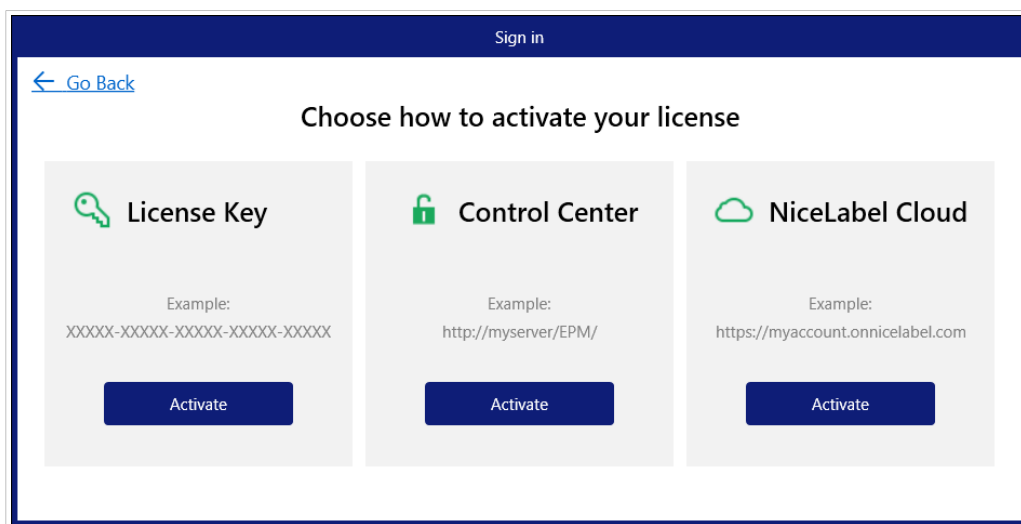 Sign in
Go Back
Choose how to activate your license
License Key
Example:
XXXXX-XXXXX-XXXXX-XXXXX-XXXXX
Activate
Control Center
Example:
http://myserver/EPM/
Activate
NiceLabel Cloud
Example:
https://myaccount.onnicelabel.com
Activate